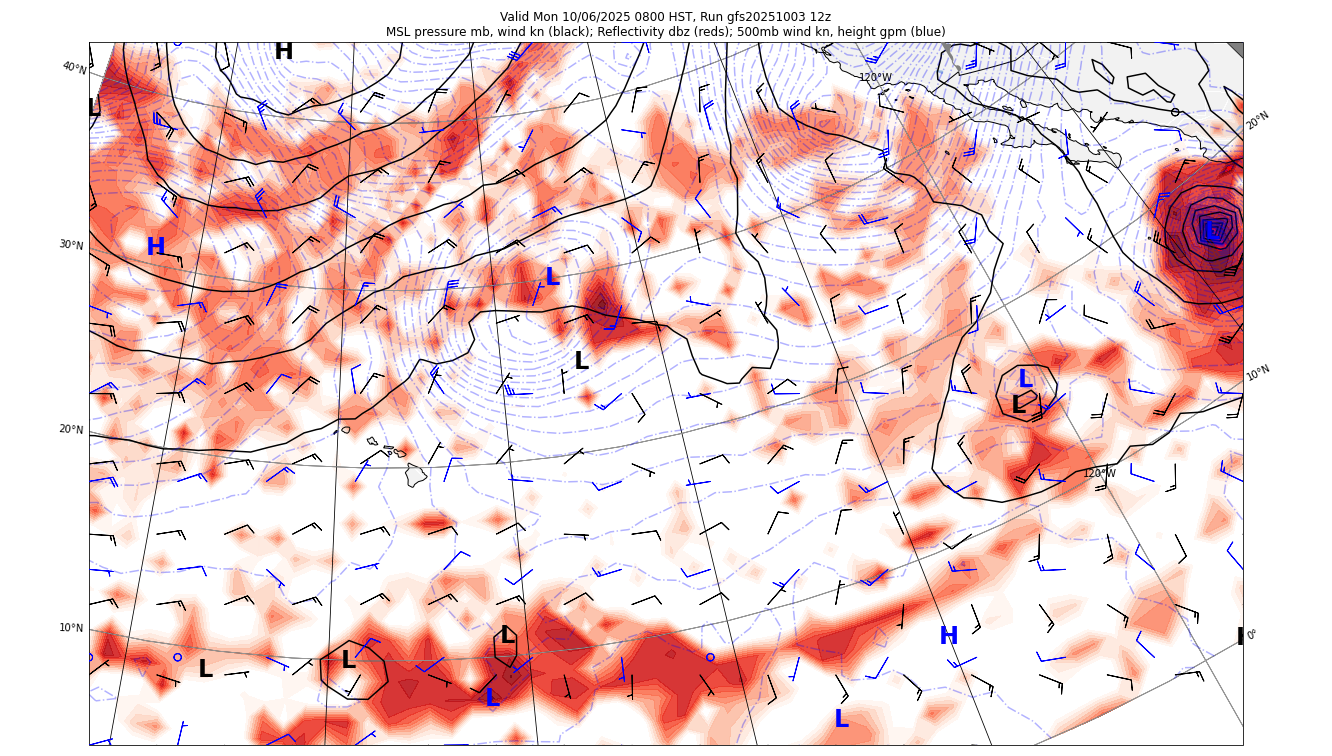 Valid Mon 10/06/2025 0800 HST, Run gfs20251003 12z
MSL pressure mb, wind kn (black); Reflectivity dbz (reds); 500mb wind kn, height gpm (blue)
H
40°N
120°W
L
20°N
L
H
30°N
L
L
10°N
L
L
20°N
120°W
10°N
L
H
0°
L
L
L
L